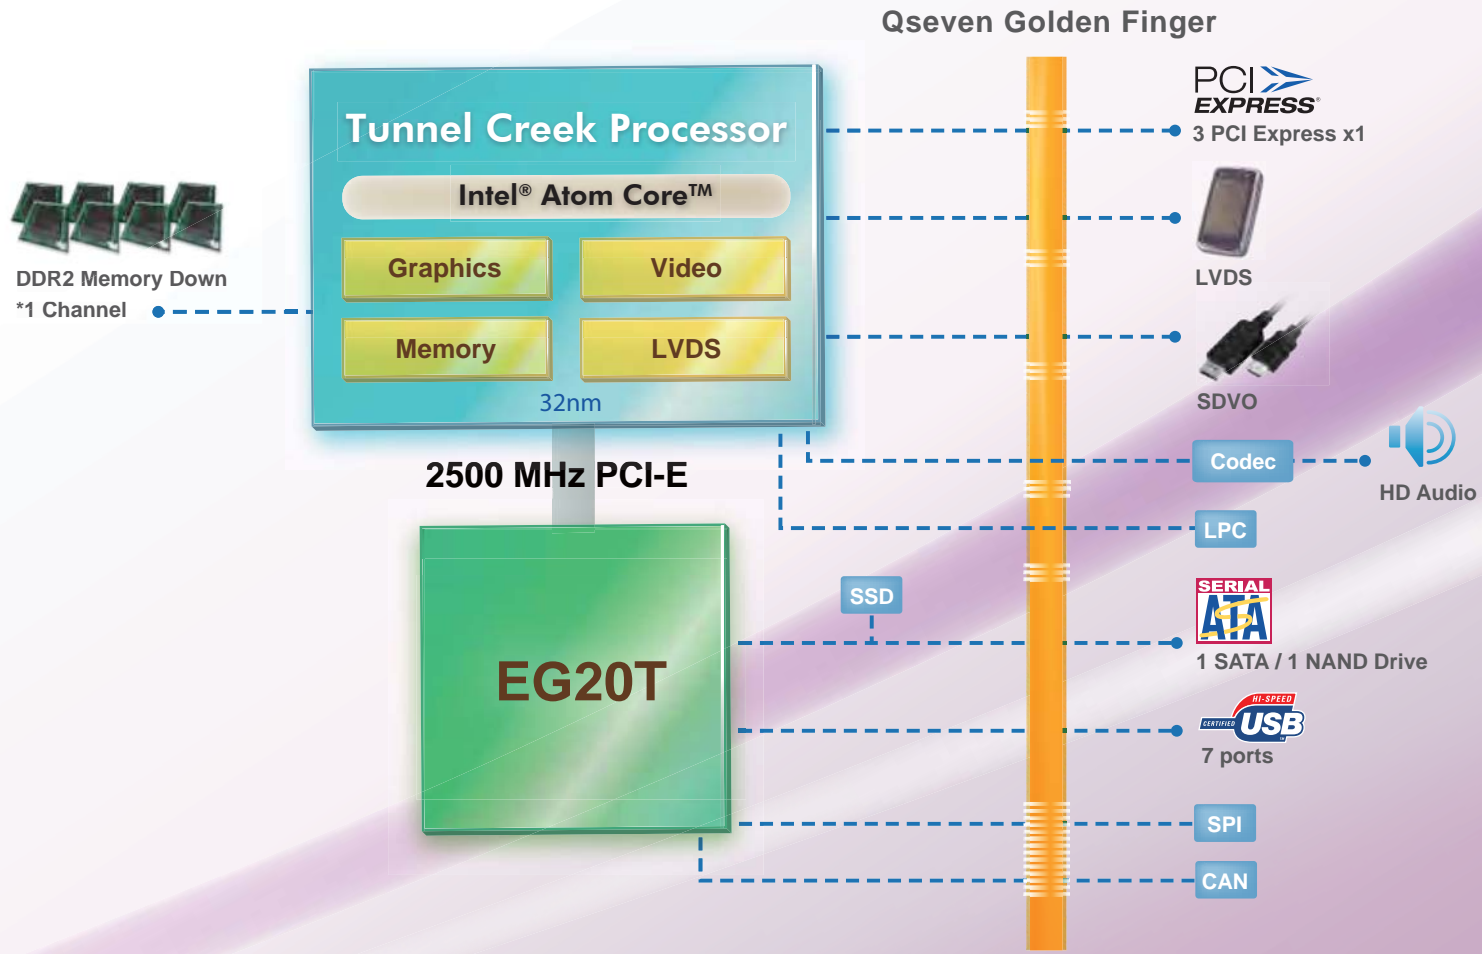 Qseven Golden Finger
Tunnel Creek Processor
Intel® Atom Core™
Graphics
Video
Memory
LVDS
32nm
DDR2 Memory Down
*1 Channel
2500 MHz PCI-E
EG20T
SSD
PCI
EXPRESS®
3 PCI Express x1
LVDS
SDVO
Codec
HD Audio
LPC
SERIAL
ATA
1 SATA / 1 NAND Drive
HI-SPEED
CERTIFIED USB
7 ports
SPI
CAN